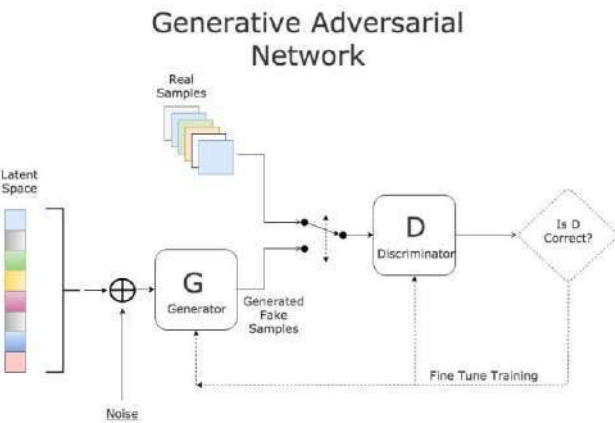 Generative Adversarial
Network
Real
Samples
Latent
Space
D
Discriminator
Is D
Correct?
G
Generator
Generated
Fake
Samples
Fine Tune Training
Noise